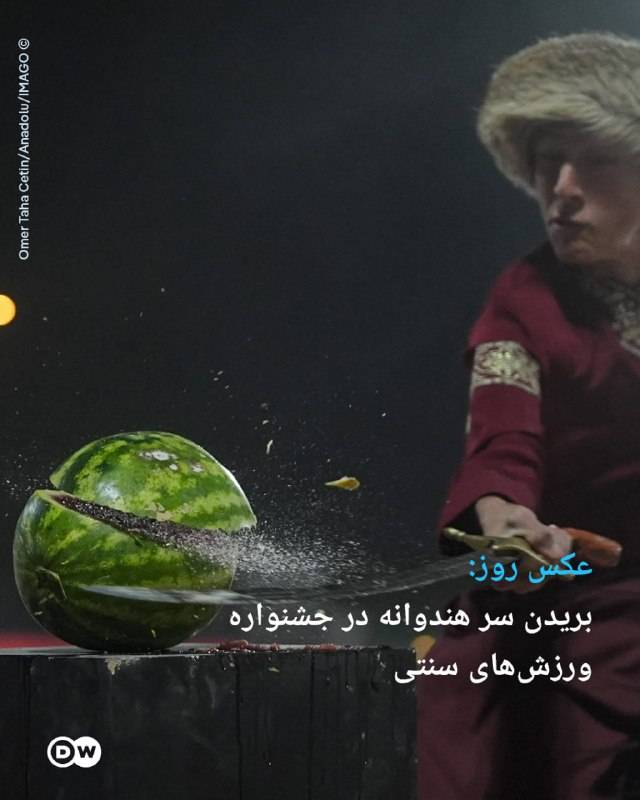 Omer Taha Cetin/Anadolu/IMAGO ©
عکس روز:
بریدن سر هندوانه در جشنواره
ورزش‌های سنتی
DW